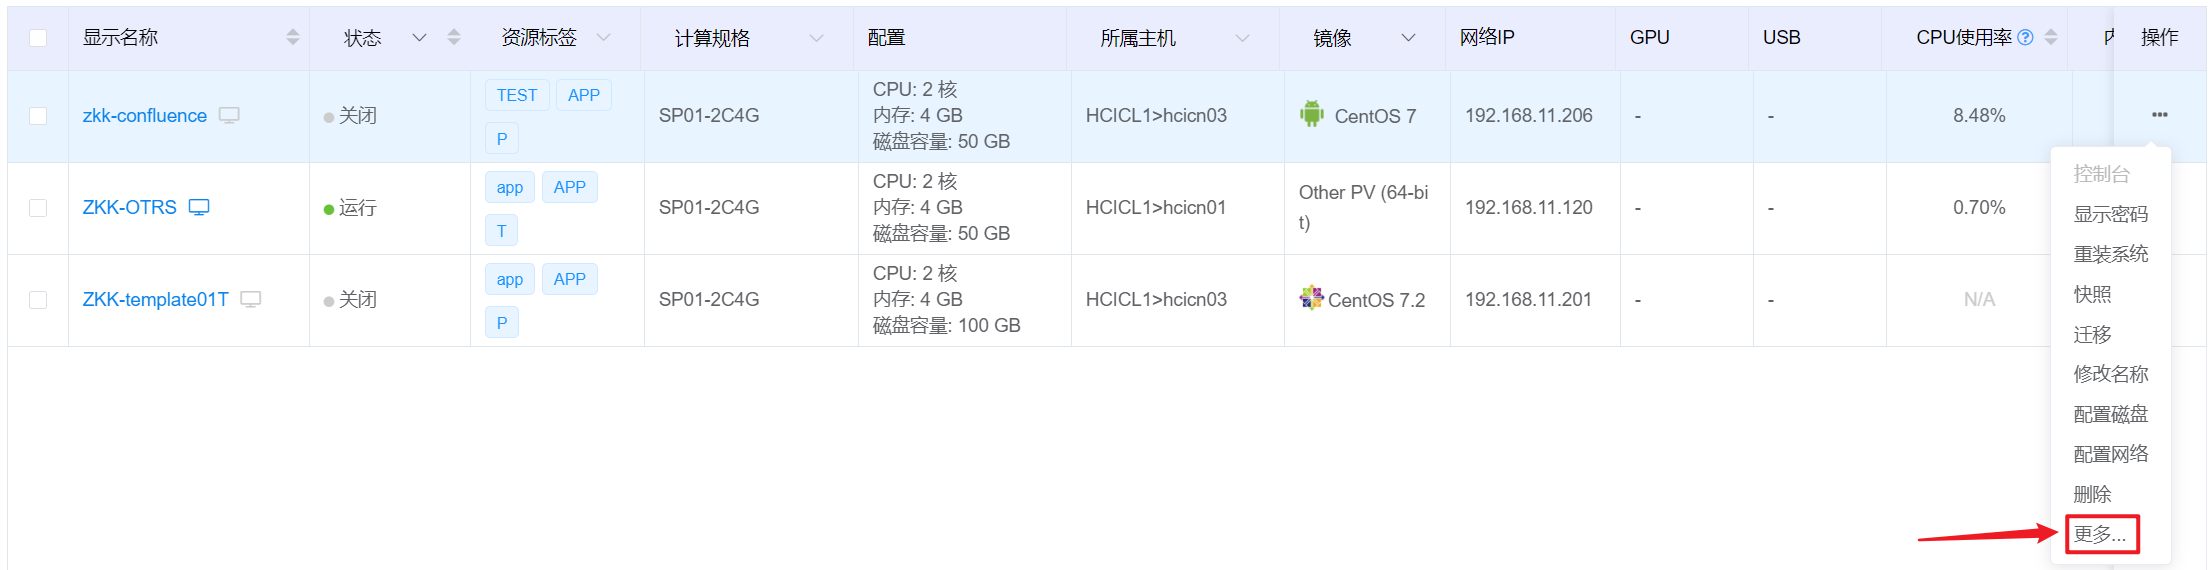 显示名称 状态 资源标签 计算规格 配置 所属主机 镜像 网络IP GPU USB CPU使用率 操作
zkk-confluence 关闭 TEST APP P SP01-2C4G CPU: 2 核 内存: 4 GB 磁盘容量: 50 GB HCICL1>hcicn03 CentOS 7 192.168.11.206 - - 8.48% •••
ZKK-OTRS 运行 app APP T SP01-2C4G CPU: 2 核 内存: 4 GB 磁盘容量: 50 GB HCICL1>hcicn01 Other PV (64-bit) 192.168.11.120 - - 0.70%
ZKK-template01T 关闭 app APP P SP01-2C4G CPU: 2 核 内存: 4 GB 磁盘容量: 100 GB HCICL1>hcicn03 CentOS 7.2 192.168.11.201 - - N/A
控制台
显示密码
重装系统
快照
迁移
修改名称
配置磁盘
配置网络
删除
更多...